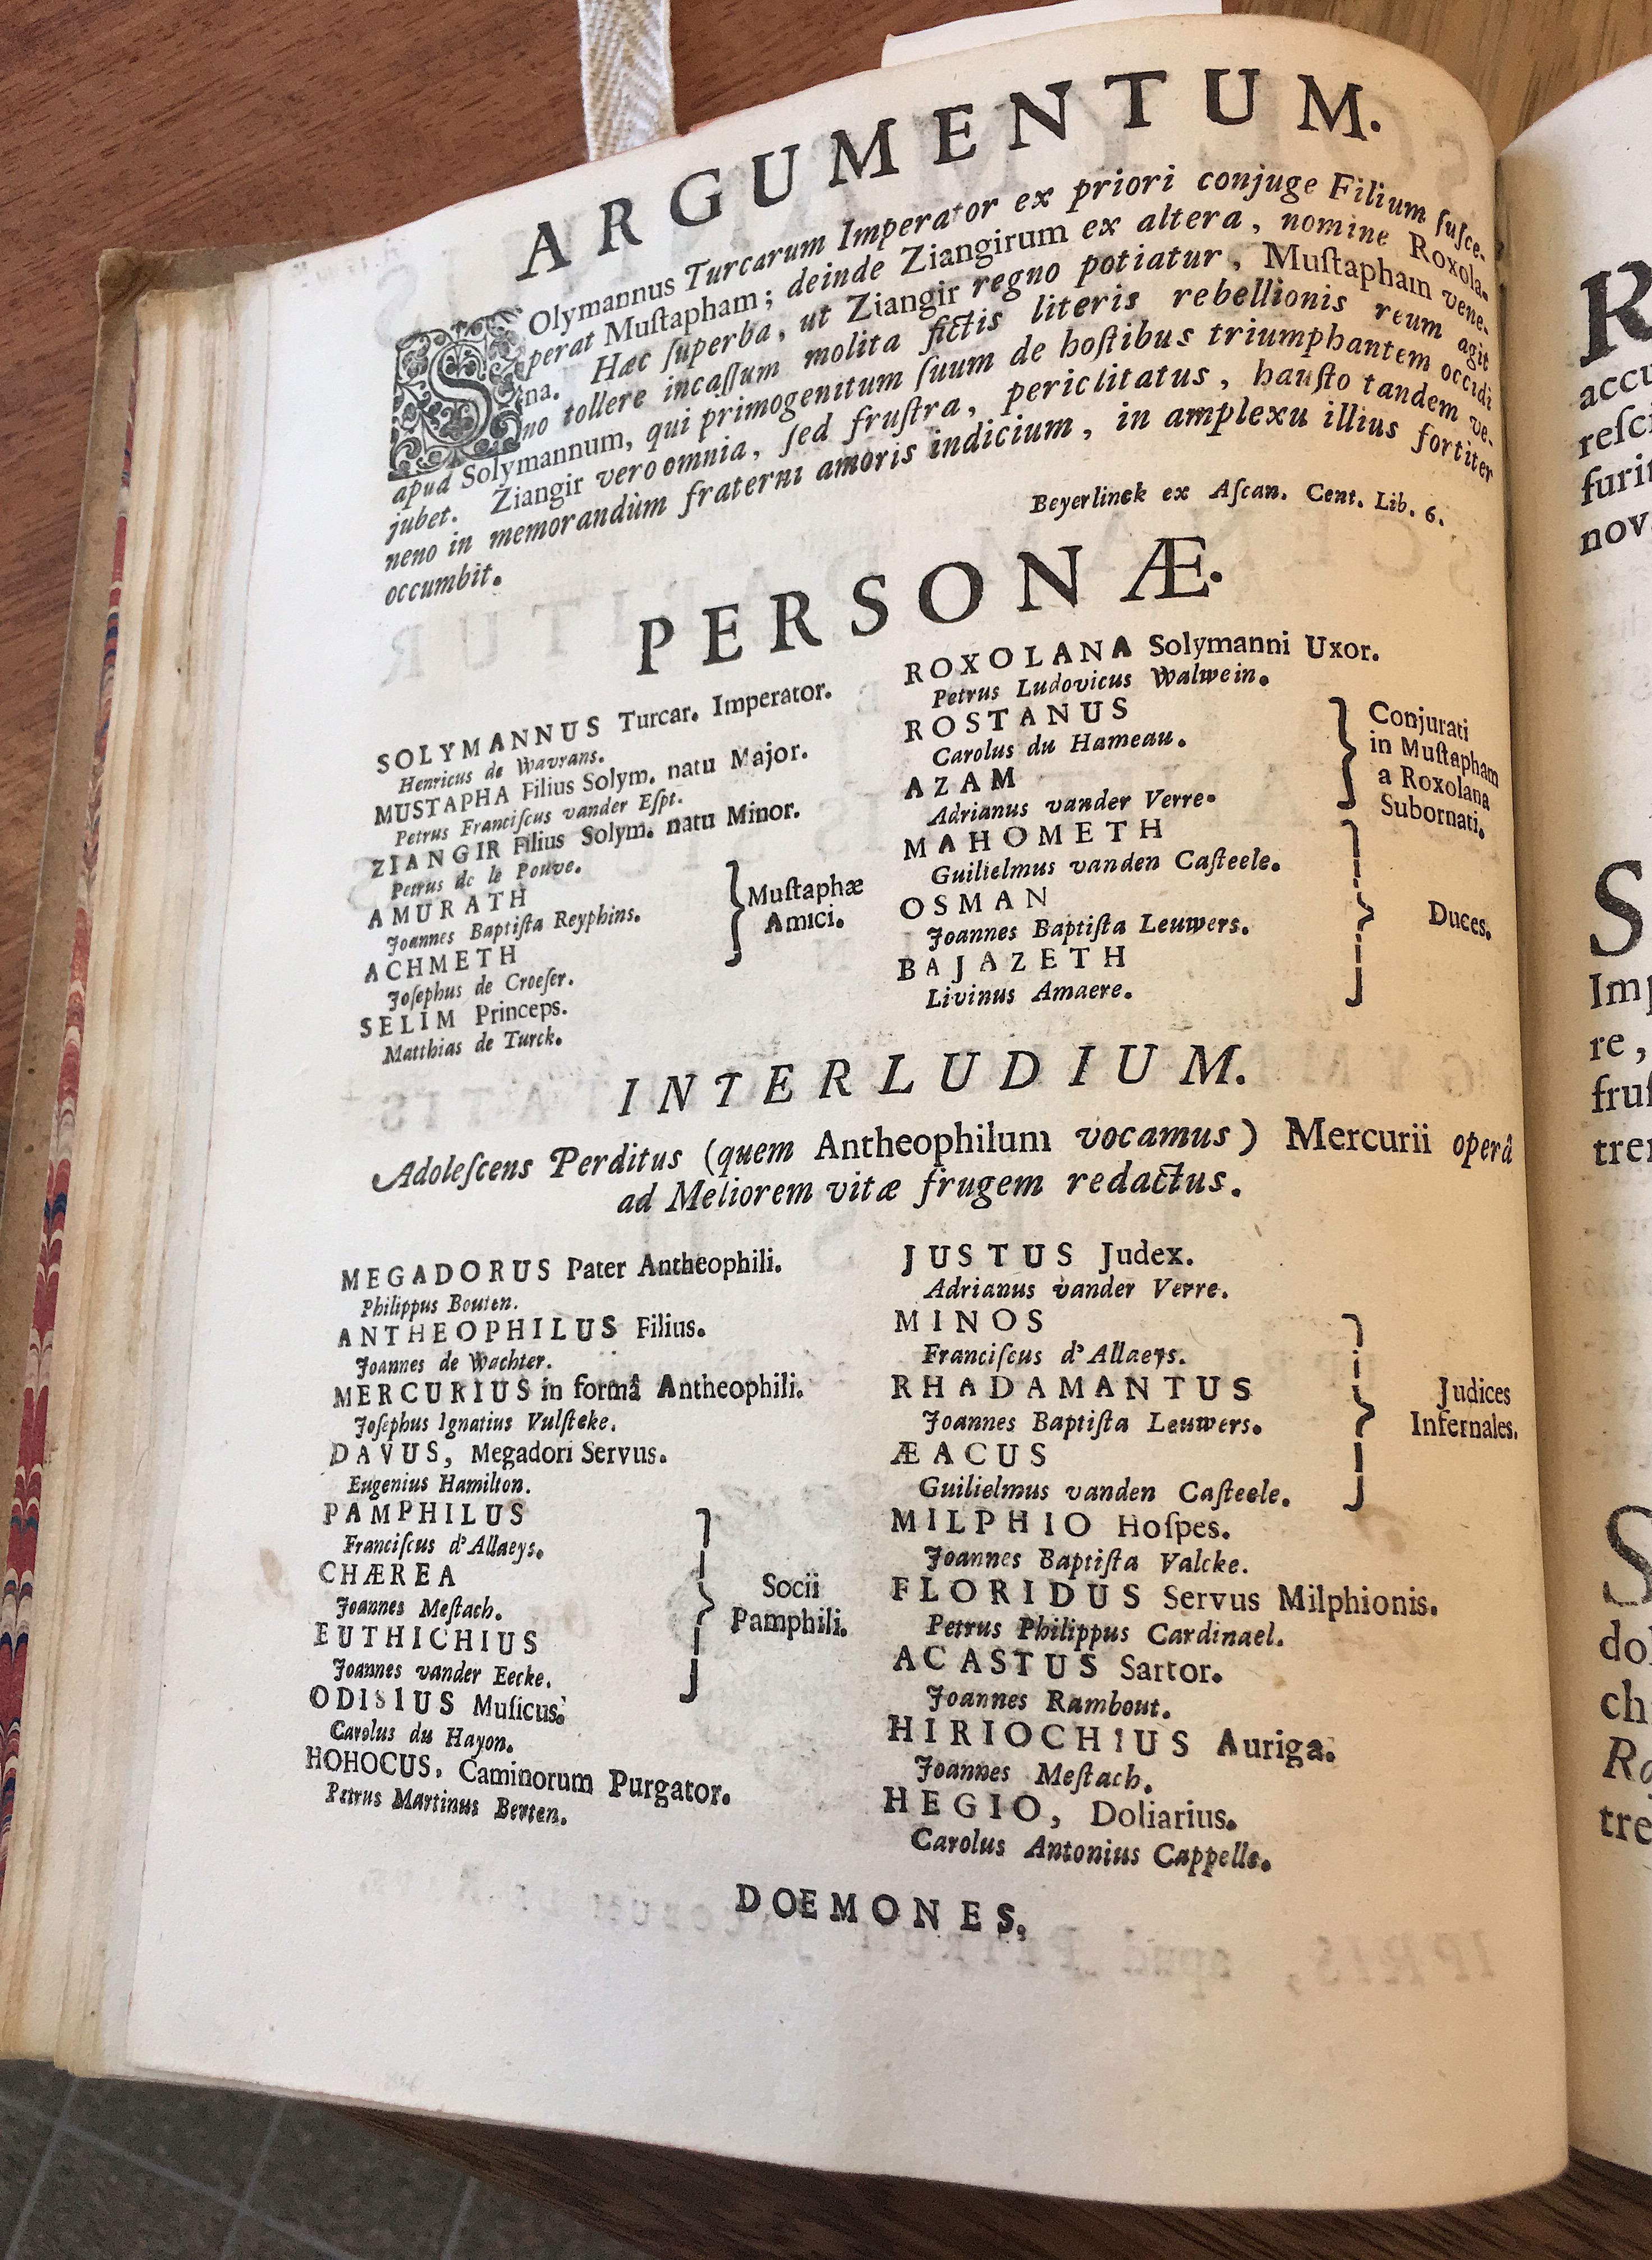 ARGUMENTUM.
SOlymannus Turcarum Imperator ex priori conjuge Filium ſuſce-
perat Muſtapham; deinde Ziangirum ex altera, nomine Roxola-
na. Hæc ſuperba, ut Ziangir regno potiatur, Muſtapham vene-
no tollere incaſſum molita fictis literis rebellionis reum agit
apud Solymannum, qui primogenitum ſuum de hoſtibus triumphantem occidi
jubet. Ziangir vero omnia, ſed fruſtra, periclitatus, hauſto tandem ve-
neno in memorandùm fraterni amoris indicium, in amplexu illius fortiter
occumbit.
Beyerlinck ex Aſcan. Cent. Lib. 6.
PERSONÆ.
SOLYMANNUS Turcar. Imperator.
Henricus de Wavrans.
MUSTAPHA Filius Solym. natu Major.
Petrus Franciſcus vander Eſpt.
ZIANGIR Filius Solym. natu Minor.
Petrus de le Pouve.
AMURATH
Joannes Baptiſta Reyphins.
ACHMETH
Joſephus de Croeſer.
Muſtaphæ
Amici.
SELIM Princeps.
Matthias de Turck.
ROXOLANA Solymanni Uxor.
Petrus Ludovicus Walwein.
ROSTANUS
Carolus du Hameau.
AZAM
Adrianus vander Verre.
Conjurati
in Muſtapham
a Roxolana
Subornati.
MAHOMETH
Guilielmus vanden Caſteele.
OSMAN
Joannes Baptiſta Leuwers.
BAJAZETH
Livinus Amaere.
Duces.
INTERLUDIUM.
Adoleſcens Perditus (quem Antheophilum vocamus) Mercurii operâ
ad Meliorem vitæ frugem redactus.
MEGADORUS Pater Antheophili.
Philippus Bouten.
ANTHEOPHILUS Filius.
Joannes de Wachter.
MERCURIUS in formâ Antheophili.
Joſephus Ignatius Vulſteke.
DAVUS, Megadori Servus.
Eugenius Hamilton.
PAMPHILUS
Franciſcus d'Allaeys.
CHÆREA
Joannes Meſtach.
EUTHICHIUS
Joannes vander Eecke.
Socii
Pamphili.
ODISIUS Muſicus.
Carolus du Hayon.
HOHOCUS. Caminorum Purgator.
Petrus Martinus Berten.
JUSTUS Judex.
Adrianus vander Verre.
MINOS
Franciſcus d'Allaeys.
RHADAMANTUS
Joannes Baptiſta Leuwers.
ÆACUS
Guilielmus vanden Caſteele.
Judices
Infernales.
MILPHIO Hoſpes.
Joannes Baptiſta Valcke.
FLORIDUS Servus Milphionis.
Petrus Philippus Cardinael.
ACASTUS Sartor.
Joannes Rambout.
HIRIOCHIUS Auriga.
Joannes Meſtach.
HEGIO, Doliarius.
Carolus Antonius Cappelle.
DOEMONES,